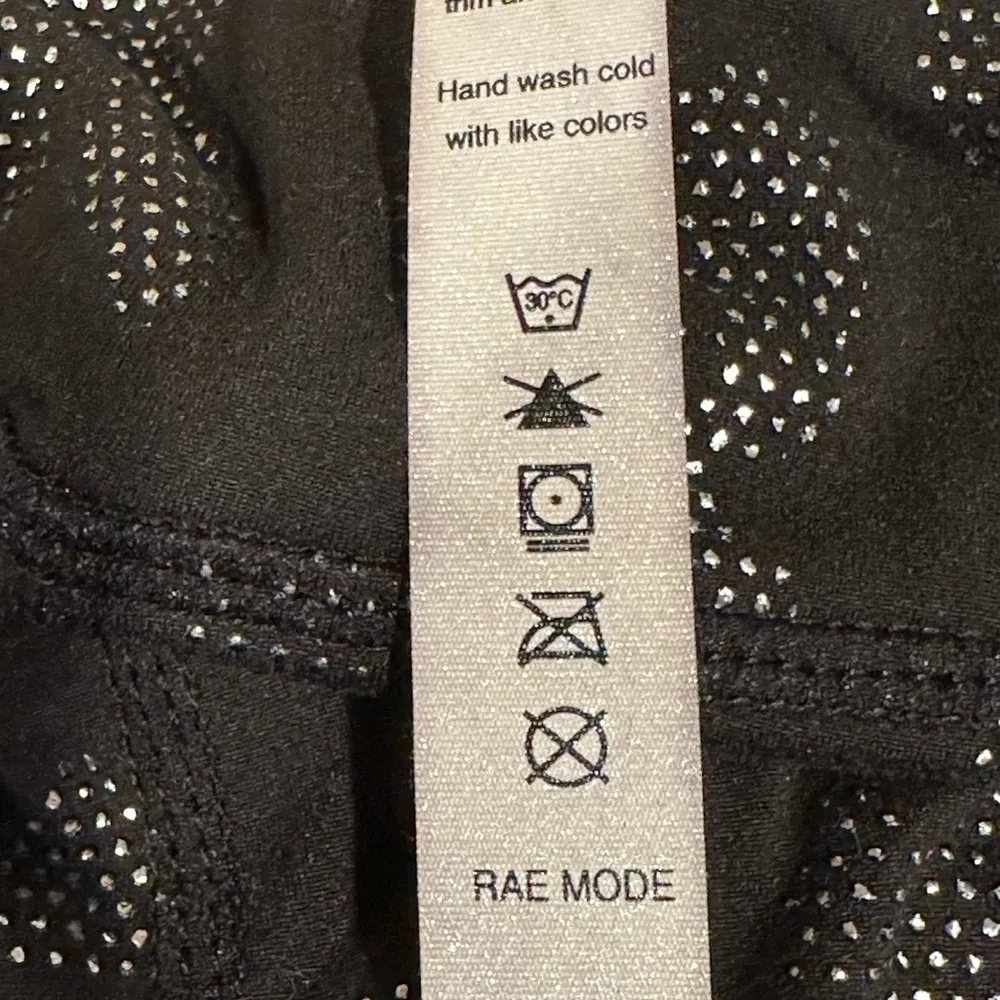 Hand wash cold
with like colors
30°C
RAE MODE